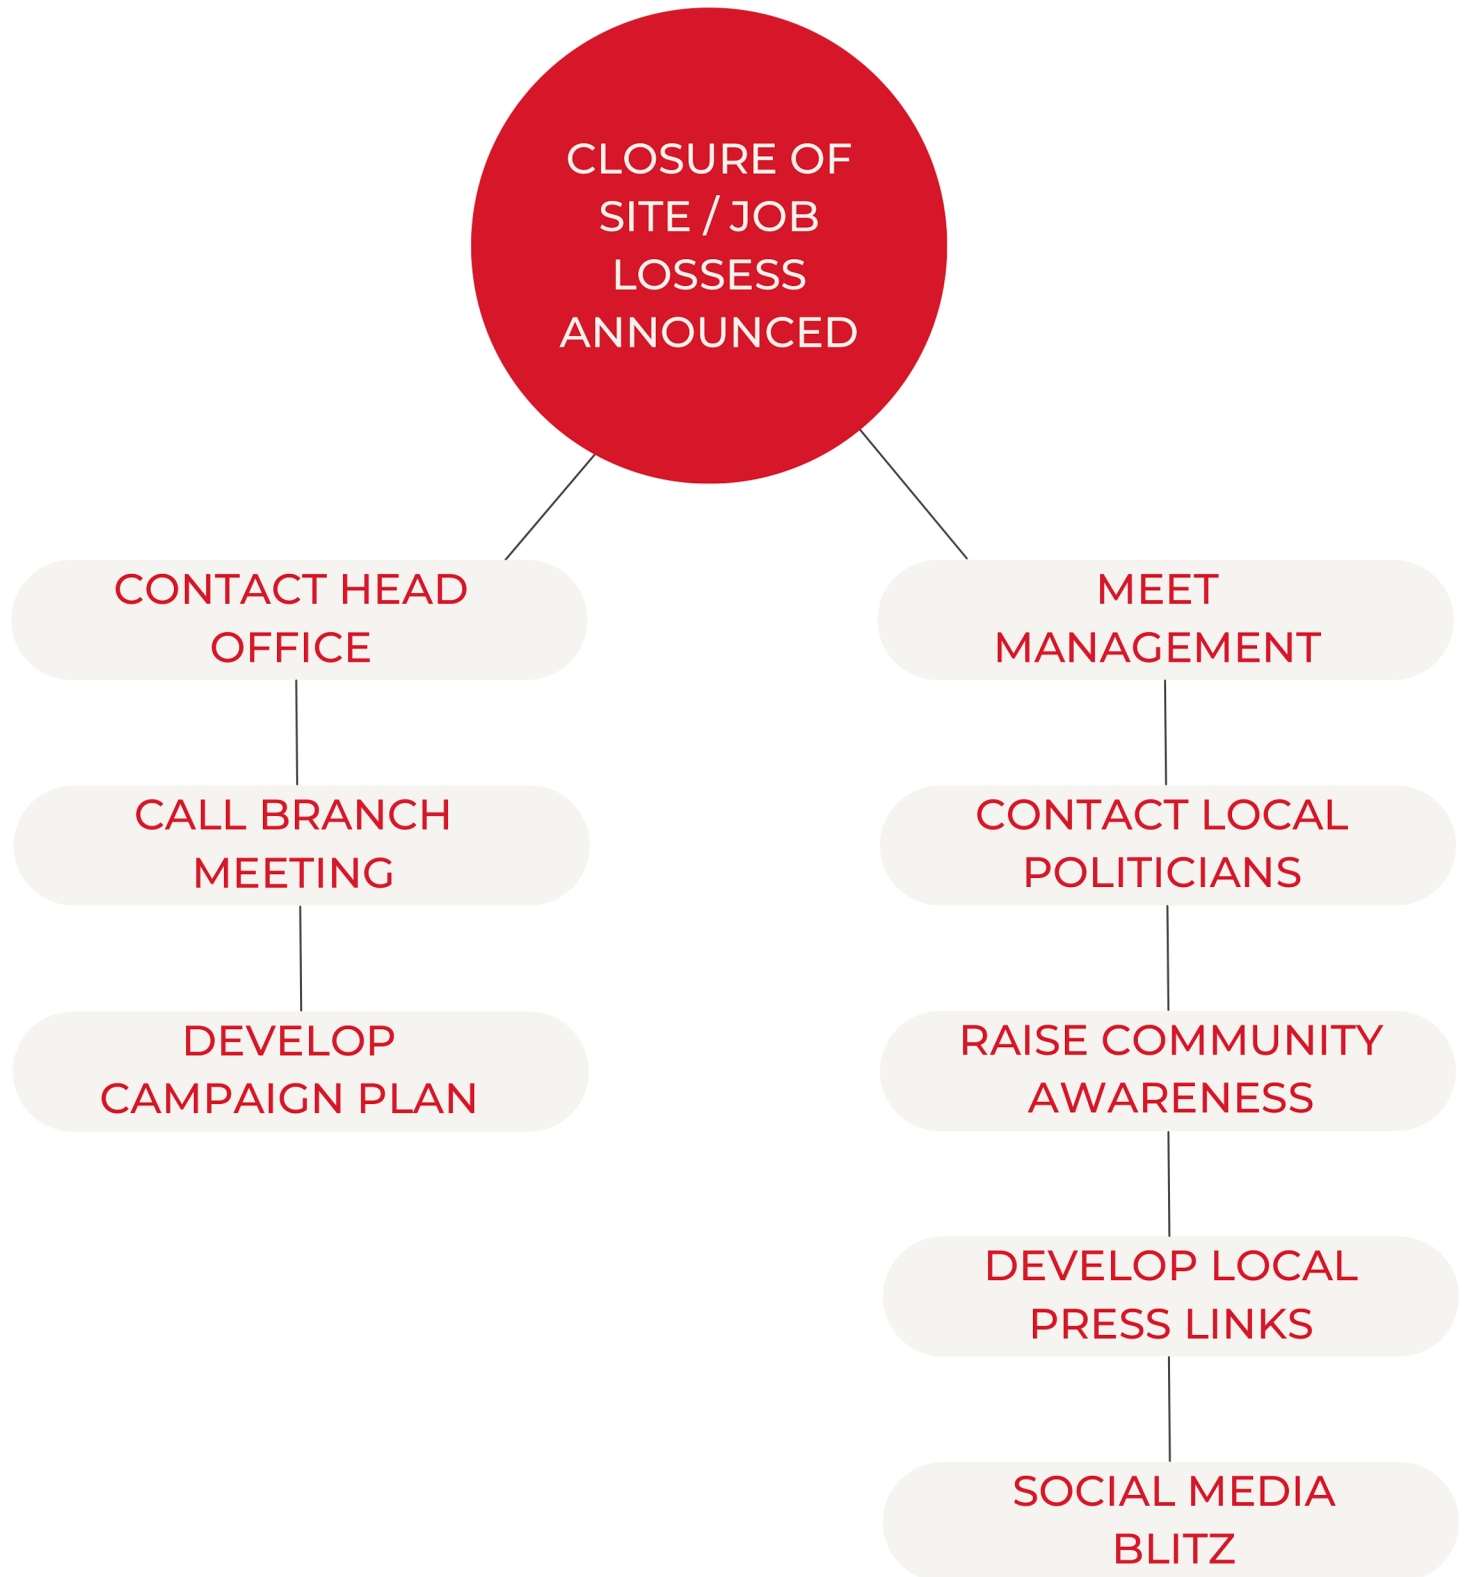 CLOSURE OF
SITE / JOB
LOSSESS
ANNOUNCED
CONTACT HEAD
OFFICE
CALL BRANCH
MEETING
DEVELOP
CAMPAIGN PLAN
MEET
MANAGEMENT
CONTACT LOCAL
POLITICIANS
RAISE COMMUNITY
AWARENESS
DEVELOP LOCAL
PRESS LINKS
SOCIAL MEDIA
BLITZ